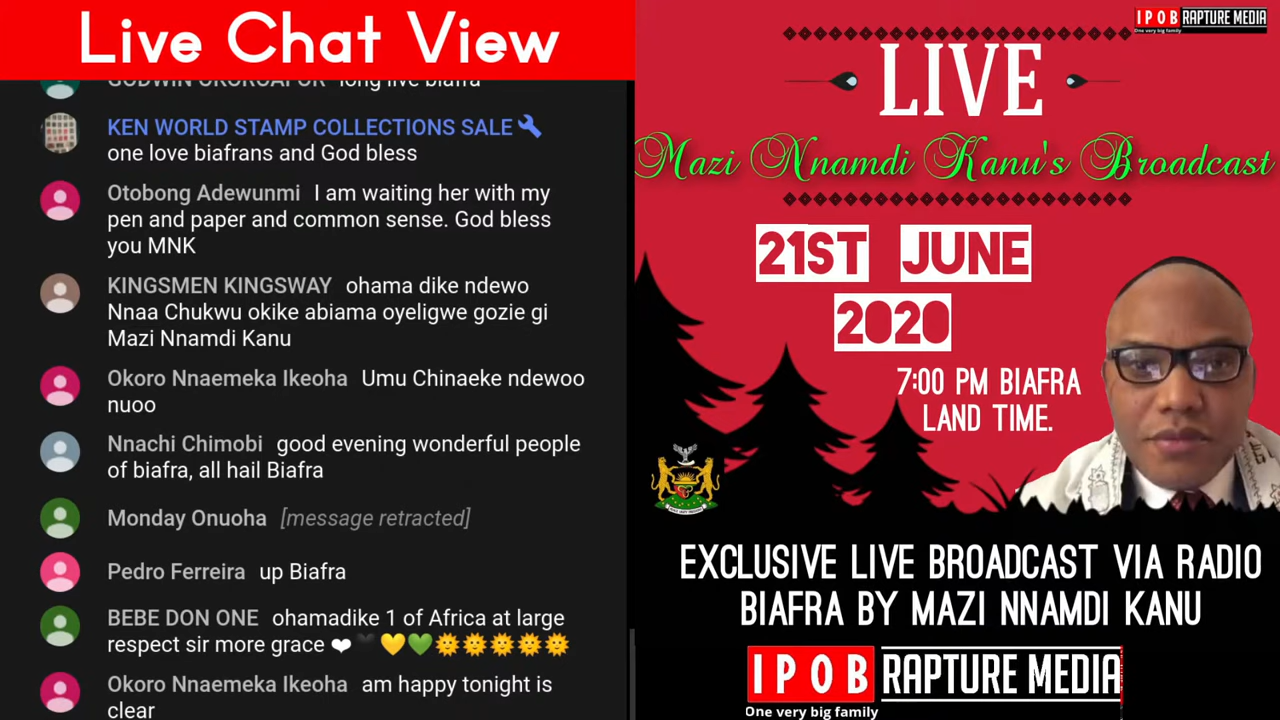 Live Chat View
GODWIN OKOROAFOR long live biafra
KEN WORLD STAMP COLLECTIONS SALE
one love biafrans and God bless
Otobong Adewunmi I am waiting her with my
pen and paper and common sense. God bless
you MNK
KINGSMEN KINGSWAY ohama dike ndewo
Nnaa Chukwu okike abiama oyeligwe gozie gi
Mazi Nnamdi Kanu
Okoro Nnaemeka Ikeoha Umu Chinaeke ndewoo
nuoo
Nnachi Chimobi good evening wonderful people
of biafra, all hail Biafra
Monday Onuoha [message retracted]
Pedro Ferreira up Biafra
BEBE DON ONE ohamadike 1 of Africa at large
respect sir more grace ❤🖤💛💚🌞🌞🌞🌞🌞
Okoro Nnaemeka Ikeoha am happy tonight is
clear
IPOB RAPTURE MEDIA
One very big family
LIVE
Mazi Nnamdi Kanu's Broadcast
21ST JUNE
2020
7:00 PM BIAFRA
LAND TIME.
EXCLUSIVE LIVE BROADCAST VIA RADIO
BIAFRA BY MAZI NNAMDI KANU
IPOB RAPTURE MEDIA
One very big family